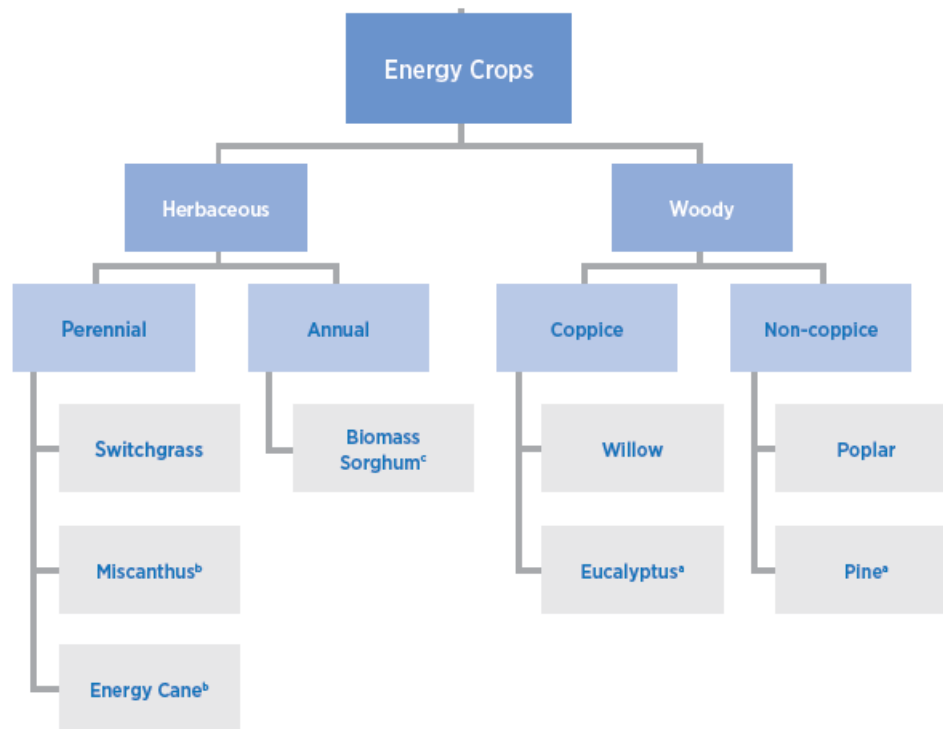 Energy Crops
Herbaceous
Woody
Perennial
Annual
Coppice
Non-coppice
Switchgrass
Biomass
Sorghumᶜ
Willow
Poplar
Miscanthusᵇ
Eucalyptusᵃ
Pineᵃ
Energy Caneᵇ